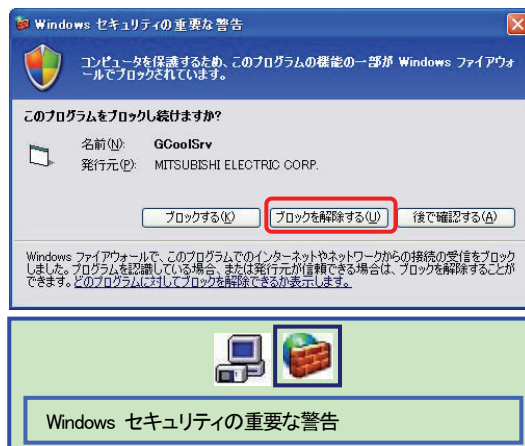 Windows セキュリティの重要な警告
コンピュータを保護するため、このプログラムの機能の一部が Windows ファイアウォ
ールでブロックされています。
このプログラムをブロックし続けますか?
名前(N): GCoolSrv
発行元(P): MITSUBISHI ELECTRIC CORP.
ブロックする(K) ブロックを解除する(U) 後で確認する(A)
Windows ファイアウォールで、このプログラムでのインターネットやネットワークからの接続の受信をブロック
しました。プログラムを認識している場合、または発行元が信頼できる場合は、ブロックを解除することが
できます。どのプログラムに対してブロックを解除できるか表示します。
Windows セキュリティの重要な警告